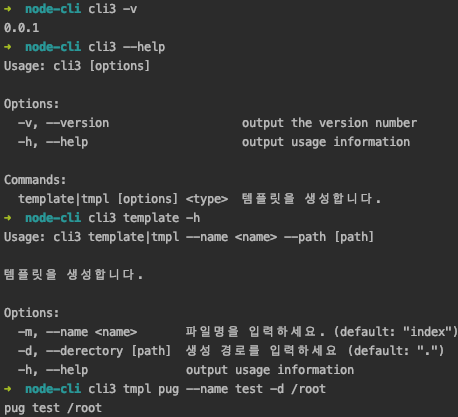 ➜ node-cli cli3 -v
0.0.1
➜ node-cli cli3 --help
Usage: cli3 [options]
Options:
-v, --version output the version number
-h, --help output usage information
Commands:
template|tmpl [options] <type> 템플릿을 생성합니다.
➜ node-cli cli3 template -h
Usage: cli3 template|tmpl --name <name> --path [path]
템플릿을 생성합니다.
Options:
-m, --name <name> 파일명을 입력하세요. (default: "index")
-d, --derectory [path] 생성 경로를 입력하세요 (default: ".")
-h, --help output usage information
➜ node-cli cli3 tmpl pug --name test -d /root
pug test /root